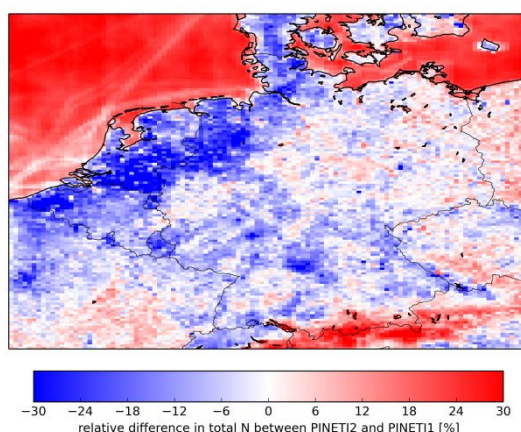 −30 −24 −18 −12 −6 0 6 12 18 24 30
relative difference in total N between PINETI2 and PINETI1 [%]